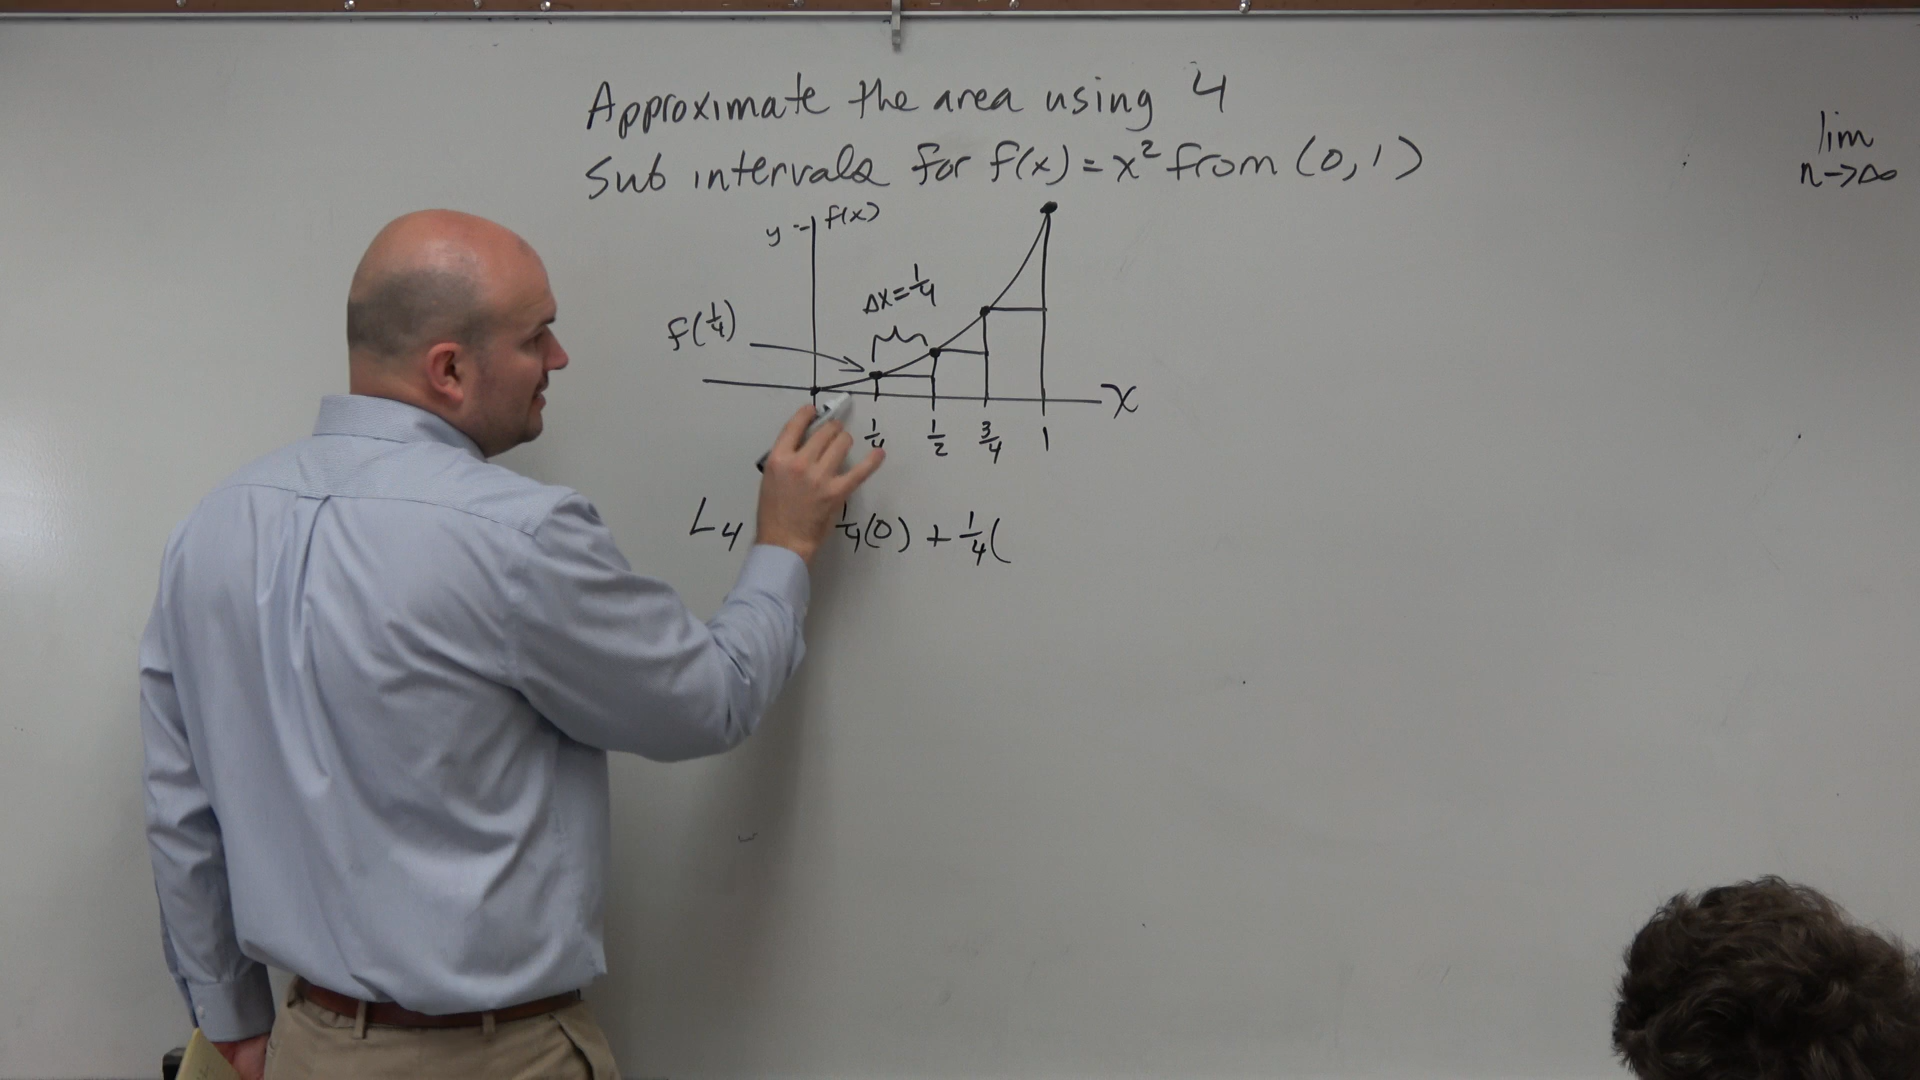 Approximate the area using 4
Sub intervals for f(x) = x² from (0, 1)
lim
n→∞
y = f(x)
Δx = 1/4
f(1/4)
x
1/4 1/2 3/4 1
L₄ 1/4(0) + 1/4(